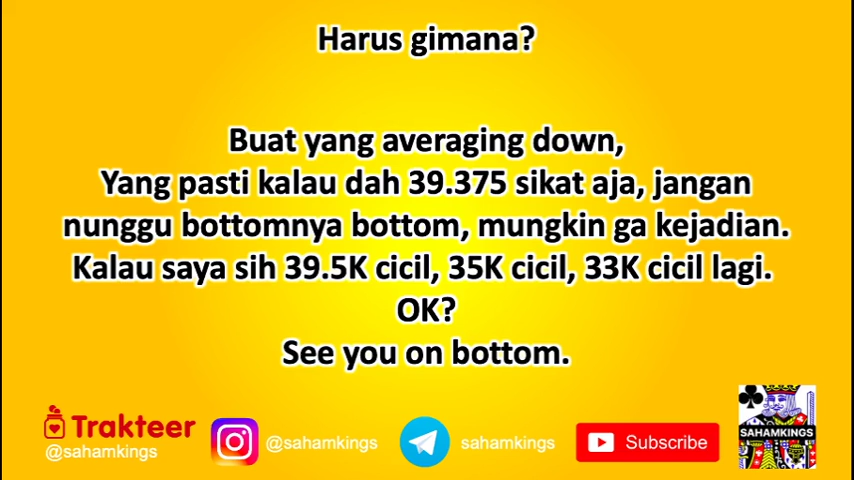 Harus gimana?
Buat yang averaging down,
Yang pasti kalau dah 39.375 sikat aja, jangan
nunggu bottomnya bottom, mungkin ga kejadian.
Kalau saya sih 39.5K cicil, 35K cicil, 33K cicil lagi.
OK?
See you on bottom.
Trakteer
@sahamkings
@sahamkings
sahamkings
Subscribe
SAHAMKINGS